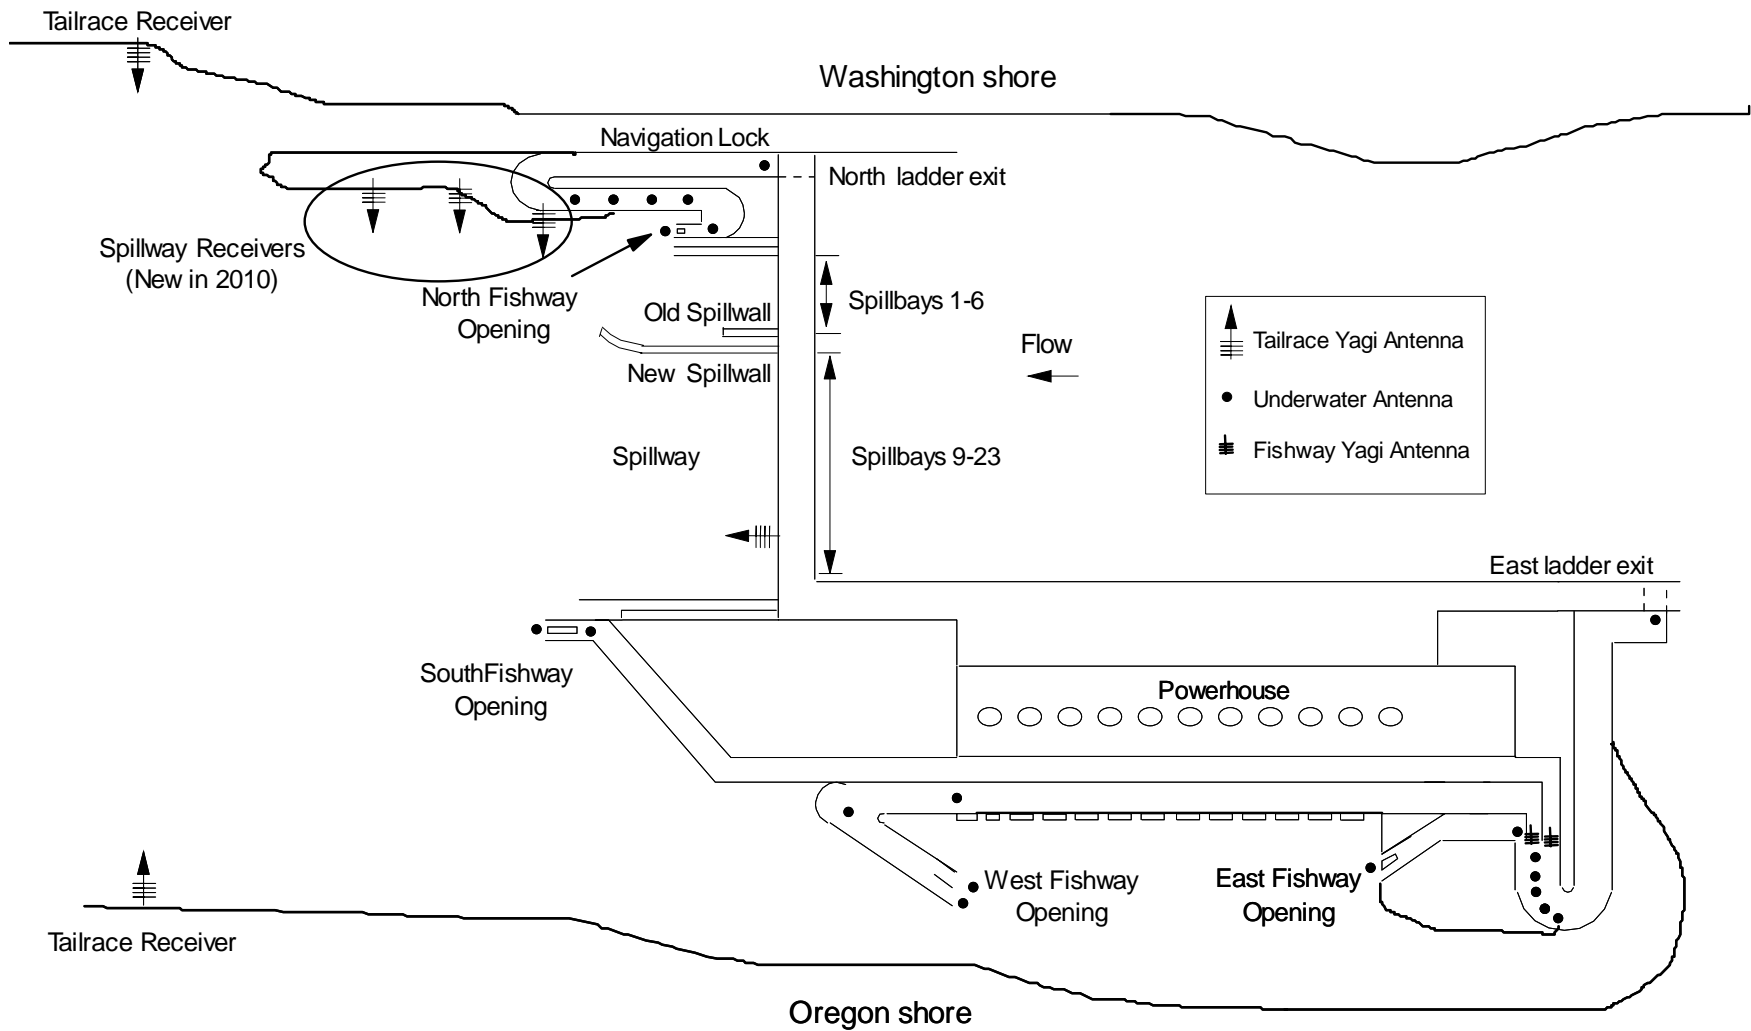 Tailrace Receiver
Washington shore
Navigation Lock
North ladder exit
Spillway Receivers
(New in 2010)
North Fishway
Opening
Old Spillwall
Spillbays 1-6
New Spillwall
Flow
Tailrace Yagi Antenna
Underwater Antenna
Fishway Yagi Antenna
Spillway
Spillbays 9-23
East ladder exit
SouthFishway
Opening
Powerhouse
West Fishway
Opening
East Fishway
Opening
Tailrace Receiver
Oregon shore